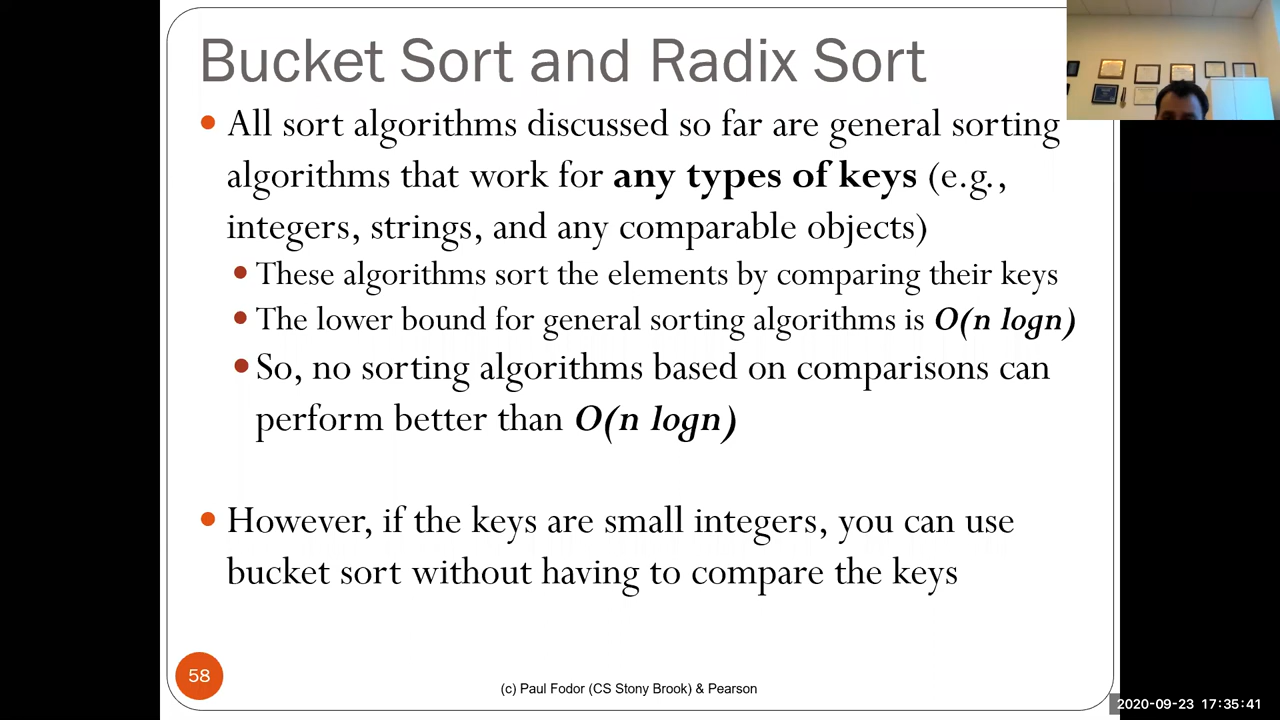 Bucket Sort and Radix Sort
• All sort algorithms discussed so far are general sorting
algorithms that work for any types of keys (e.g.,
integers, strings, and any comparable objects)
• These algorithms sort the elements by comparing their keys
• The lower bound for general sorting algorithms is O(n logn)
• So, no sorting algorithms based on comparisons can
perform better than O(n logn)
• However, if the keys are small integers, you can use
bucket sort without having to compare the keys
58
(c) Paul Fodor (CS Stony Brook) & Pearson
2020-09-23 17:35:41